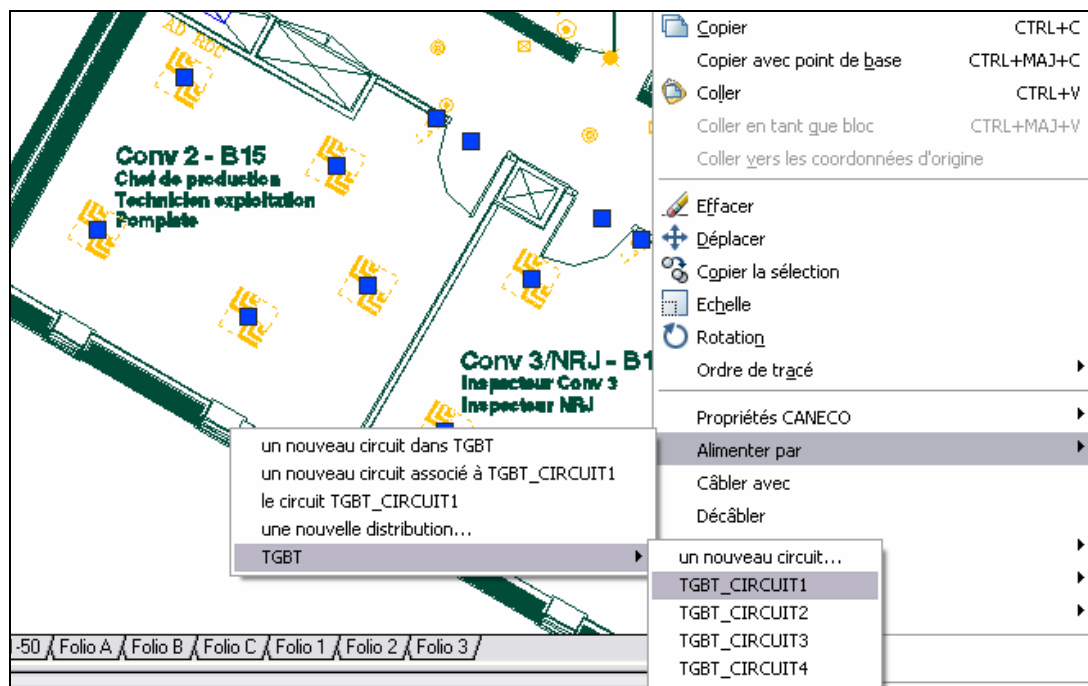 AD RDC
Conv 2 - B15
Chef de production
Technicien exploitation
Pomplate
Conv 3/NRJ - B1
Inspecteur Conv 3
Inspecteur NRJ
Copier CTRL+C
Copier avec point de base CTRL+MAJ+C
Coller CTRL+V
Coller en tant que bloc CTRL+MAJ+V
Coller vers les coordonnées d'origine
Effacer
Déplacer
Copier la sélection
Echelle
Rotation
Ordre de tracé
Propriétés CANECO
Alimenter par
Câbler avec
Décâbler
un nouveau circuit dans TGBT
un nouveau circuit associé à TGBT_CIRCUIT1
le circuit TGBT_CIRCUIT1
une nouvelle distribution...
TGBT
un nouveau circuit...
TGBT_CIRCUIT1
TGBT_CIRCUIT2
TGBT_CIRCUIT3
TGBT_CIRCUIT4
-50 Folio A Folio B Folio C Folio 1 Folio 2 Folio 3